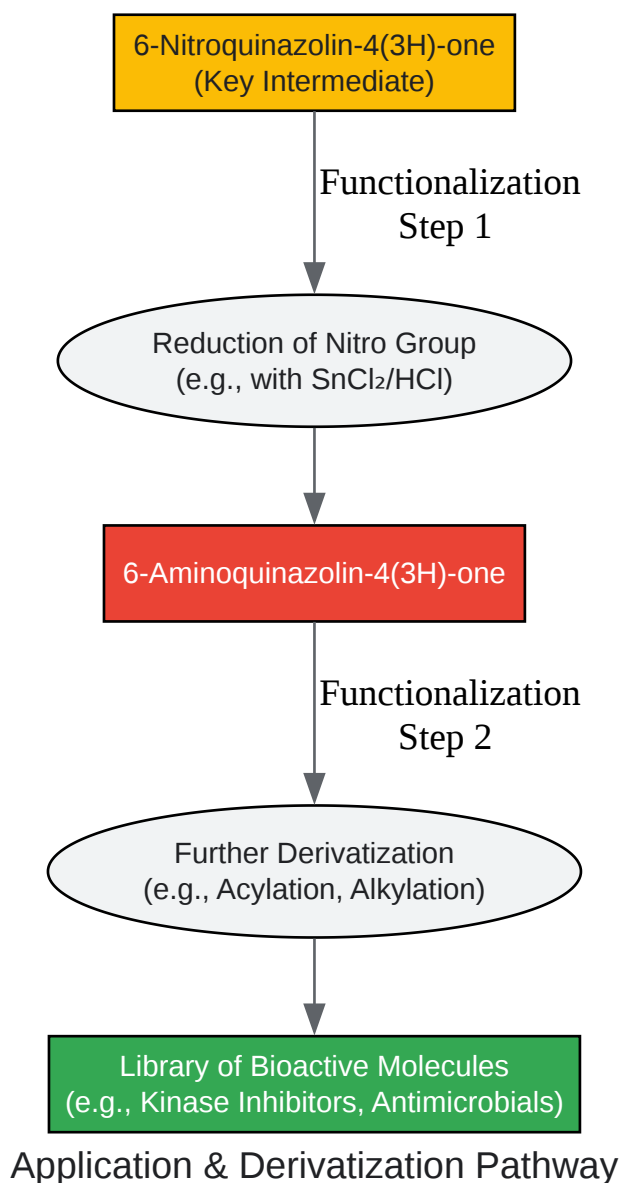 6-Nitroquinazolin-4(3H)-one
(Key Intermediate)
Functionalization
Step 1
Reduction of Nitro Group
(e.g., with SnCl₂/HCl)
6-Aminoquinazolin-4(3H)-one
Functionalization
Step 2
Further Derivatization
(e.g., Acylation, Alkylation)
Library of Bioactive Molecules
(e.g., Kinase Inhibitors, Antimicrobials)
Application & Derivatization Pathway